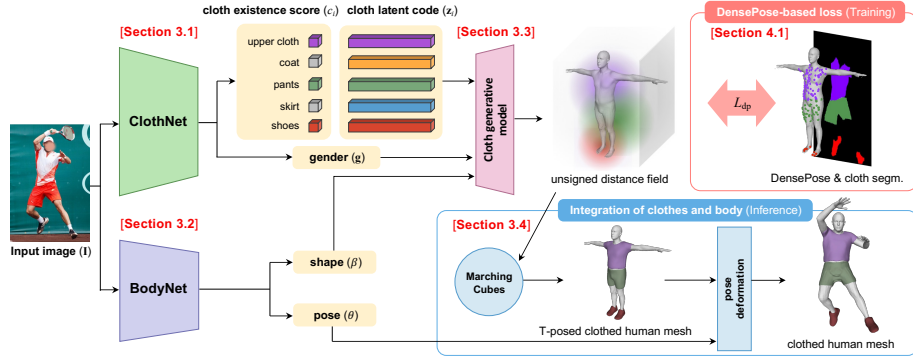 cloth existence score (cᵢ) cloth latent code (zᵢ)
DensePose-based loss (Training)
[Section 3.1]
[Section 3.3]
[Section 4.1]
upper cloth
coat
pants
skirt
shoes
ClothNet
Cloth generative
model
L_dp
gender (g)
unsigned distance field
DensePose & cloth segm.
[Section 3.2]
Input image (I)
Integration of clothes and body (Inference)
[Section 3.4]
BodyNet
shape (β)
pose (θ)
Marching
Cubes
pose
deformation
T-posed clothed human mesh
clothed human mesh